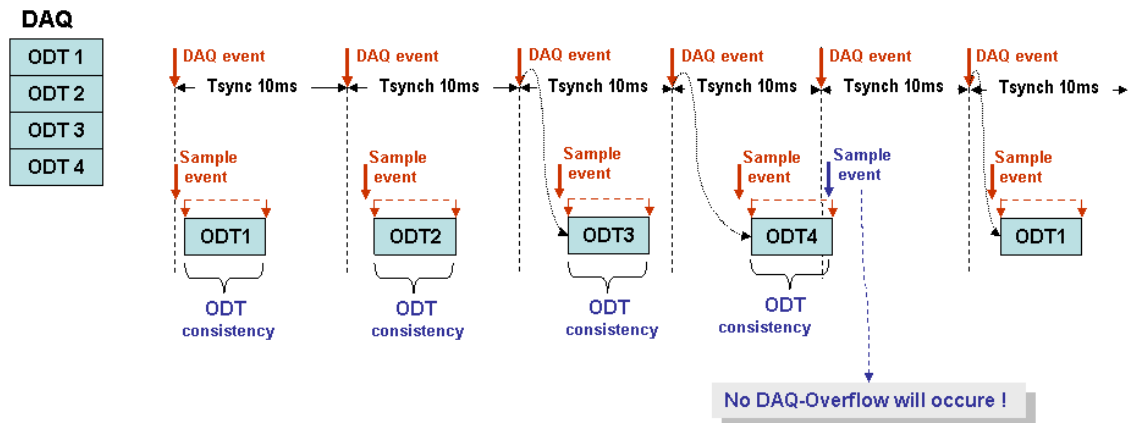 DAQ
ODT 1
ODT 2
ODT 3
ODT 4
DAQ event
DAQ event
DAQ event
DAQ event
DAQ event
DAQ event
Tsync 10ms
Tsynch 10ms
Tsynch 10ms
Tsynch 10ms
Tsynch 10ms
Tsynch 10ms
Sample
event
Sample
event
Sample
event
Sample
event
Sample
event
Sample
event
ODT1
ODT2
ODT3
ODT4
ODT1
ODT
consistency
ODT
consistency
ODT
consistency
ODT
consistency
No DAQ-Overflow will occure !